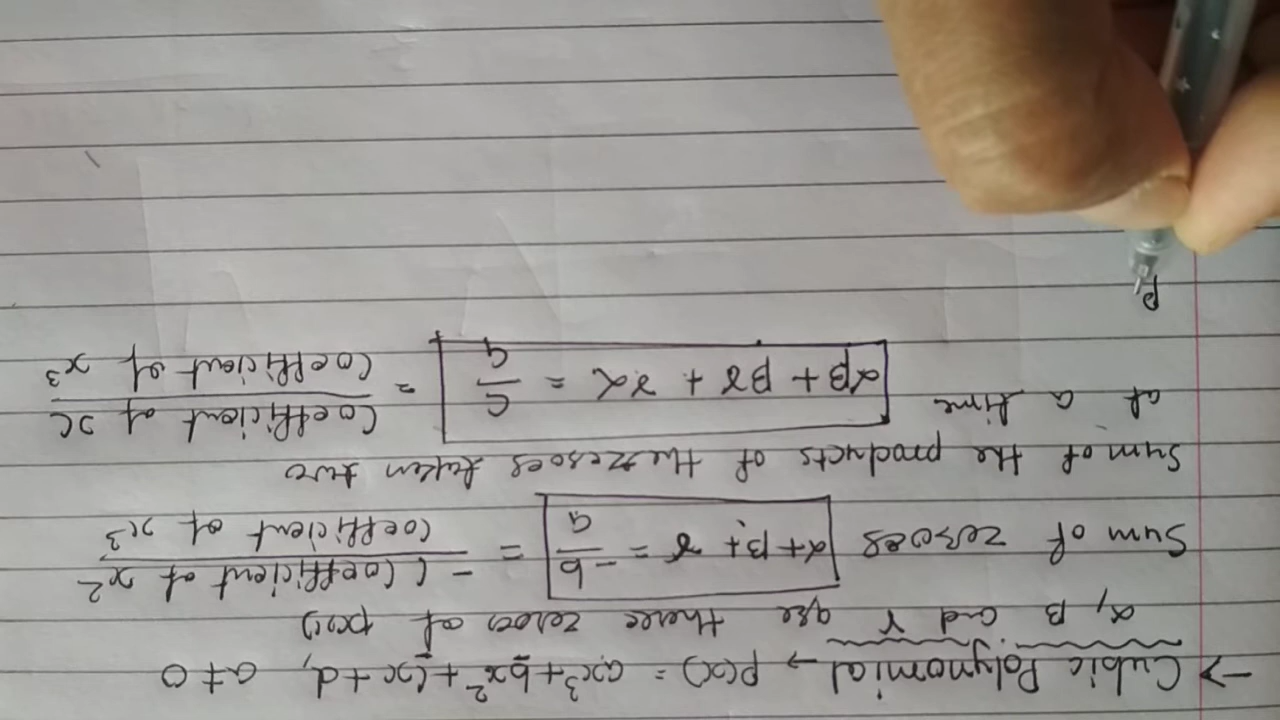 → Cubic Polynomial → p(x) = ax³+bx²+cx+d, a≠0
α, β and γ are three zeros of p(x)
Sum of zeroes α+β+γ = -b/a = -(Coefficient of x²)/Coefficient of x³
Sum of the products of the zeroes taken two
at a time αβ + βγ + γα = c/a = Coefficient of x/Coefficient of x³
p